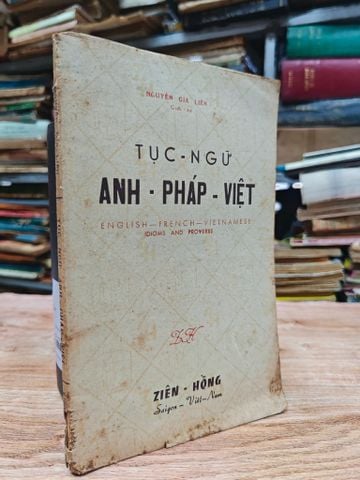 NGUYỄN GIA LIÊN
TỤC-NGỮ
ANH - PHÁP - VIỆT
ENGLISH—FRENCH—VIETNAMESE
IDIOMS AND PROVERBS
Z.H
ZIÊN - HỒNG
Saigon - Việt-Nam